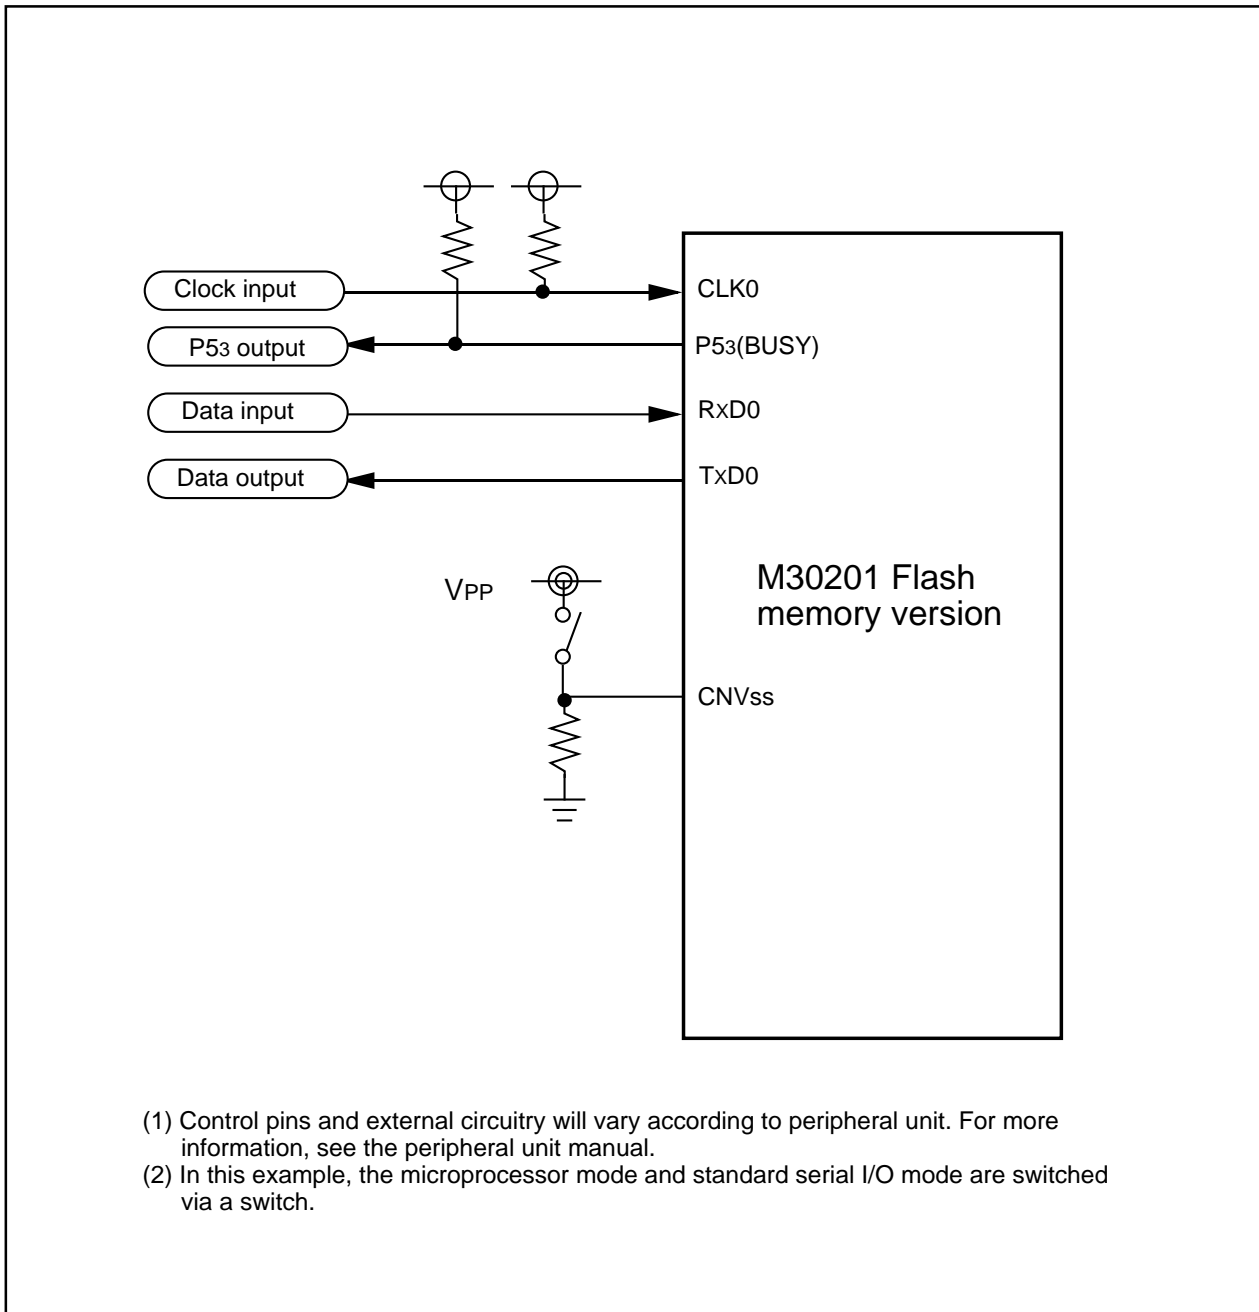 Clock input
CLK0
P53 output
P53(BUSY)
Data input
RxD0
Data output
TxD0
VPP
M30201 Flash
memory version
CNVss
(1) Control pins and external circuitry will vary according to peripheral unit. For more
information, see the peripheral unit manual.
(2) In this example, the microprocessor mode and standard serial I/O mode are switched
via a switch.